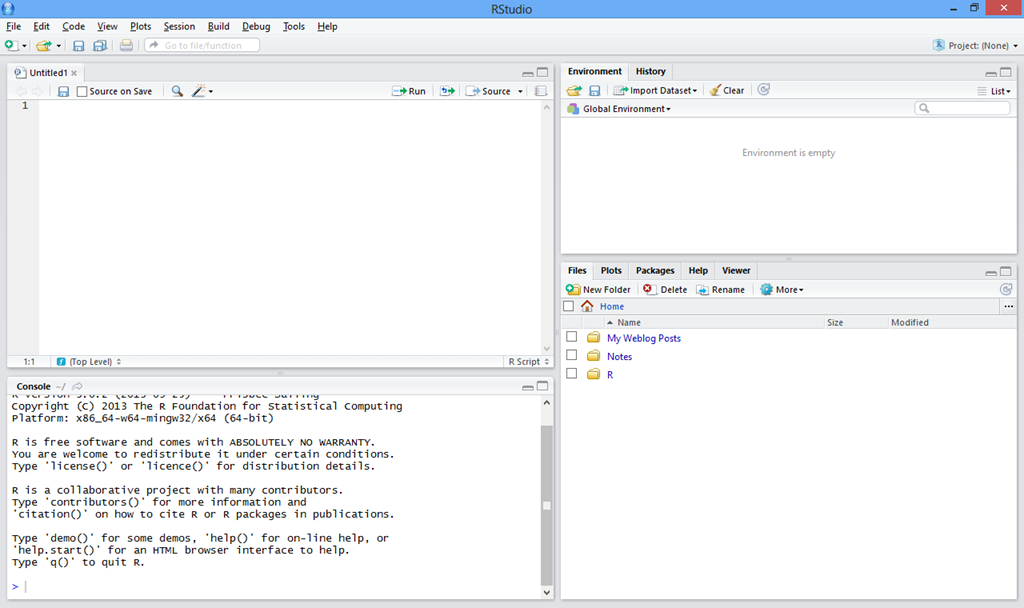 RStudio
File Edit Code View Plots Session Build Debug Tools Help
Go to file/function Project: (None)
Untitled1
Source on Save Run Source
1
1:1 (Top Level) R Script
Console ~/
Copyright (C) 2013 The R Foundation for Statistical Computing
Platform: x86_64-w64-mingw32/x64 (64-bit)
R is free software and comes with ABSOLUTELY NO WARRANTY.
You are welcome to redistribute it under certain conditions.
Type 'license()' or 'licence()' for distribution details.
R is a collaborative project with many contributors.
Type 'contributors()' for more information and
'citation()' on how to cite R or R packages in publications.
Type 'demo()' for some demos, 'help()' for on-line help, or
'help.start()' for an HTML browser interface to help.
Type 'q()' to quit R.
>
Environment History
Import Dataset Clear List
Global Environment
Environment is empty
Files Plots Packages Help Viewer
New Folder Delete Rename More
Home ...
Name Size Modified
My Weblog Posts
Notes
R